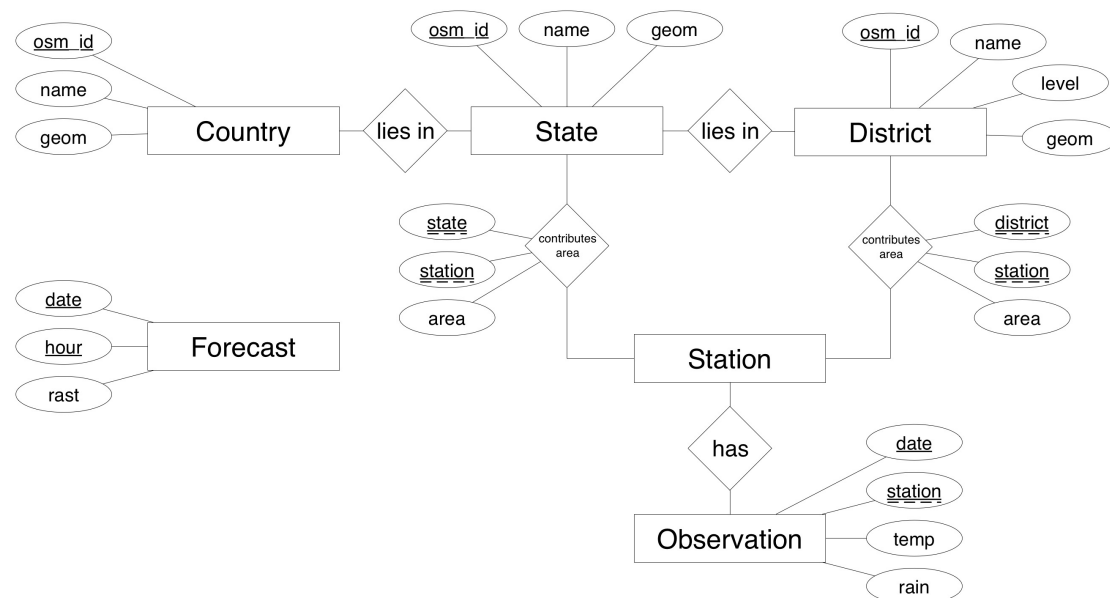 osm_id
name
geom
Country
lies in
osm_id
name
geom
State
lies in
osm_id
name
level
geom
District
state
station
area
contributes
area
district
station
area
contributes
area
date
hour
rast
Forecast
Station
has
date
station
temp
rain
Observation